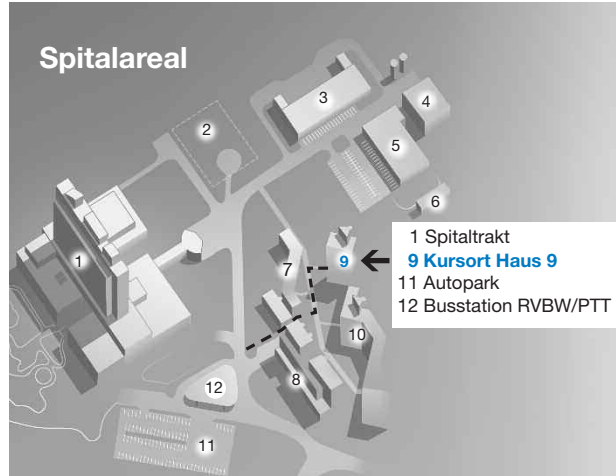 Spitalareal
3
4
2
5
6
1
7
9
1 Spitaltrakt
9 Kursort Haus 9
11 Autopark
12 Busstation RVBW/PTT
10
8
12
11